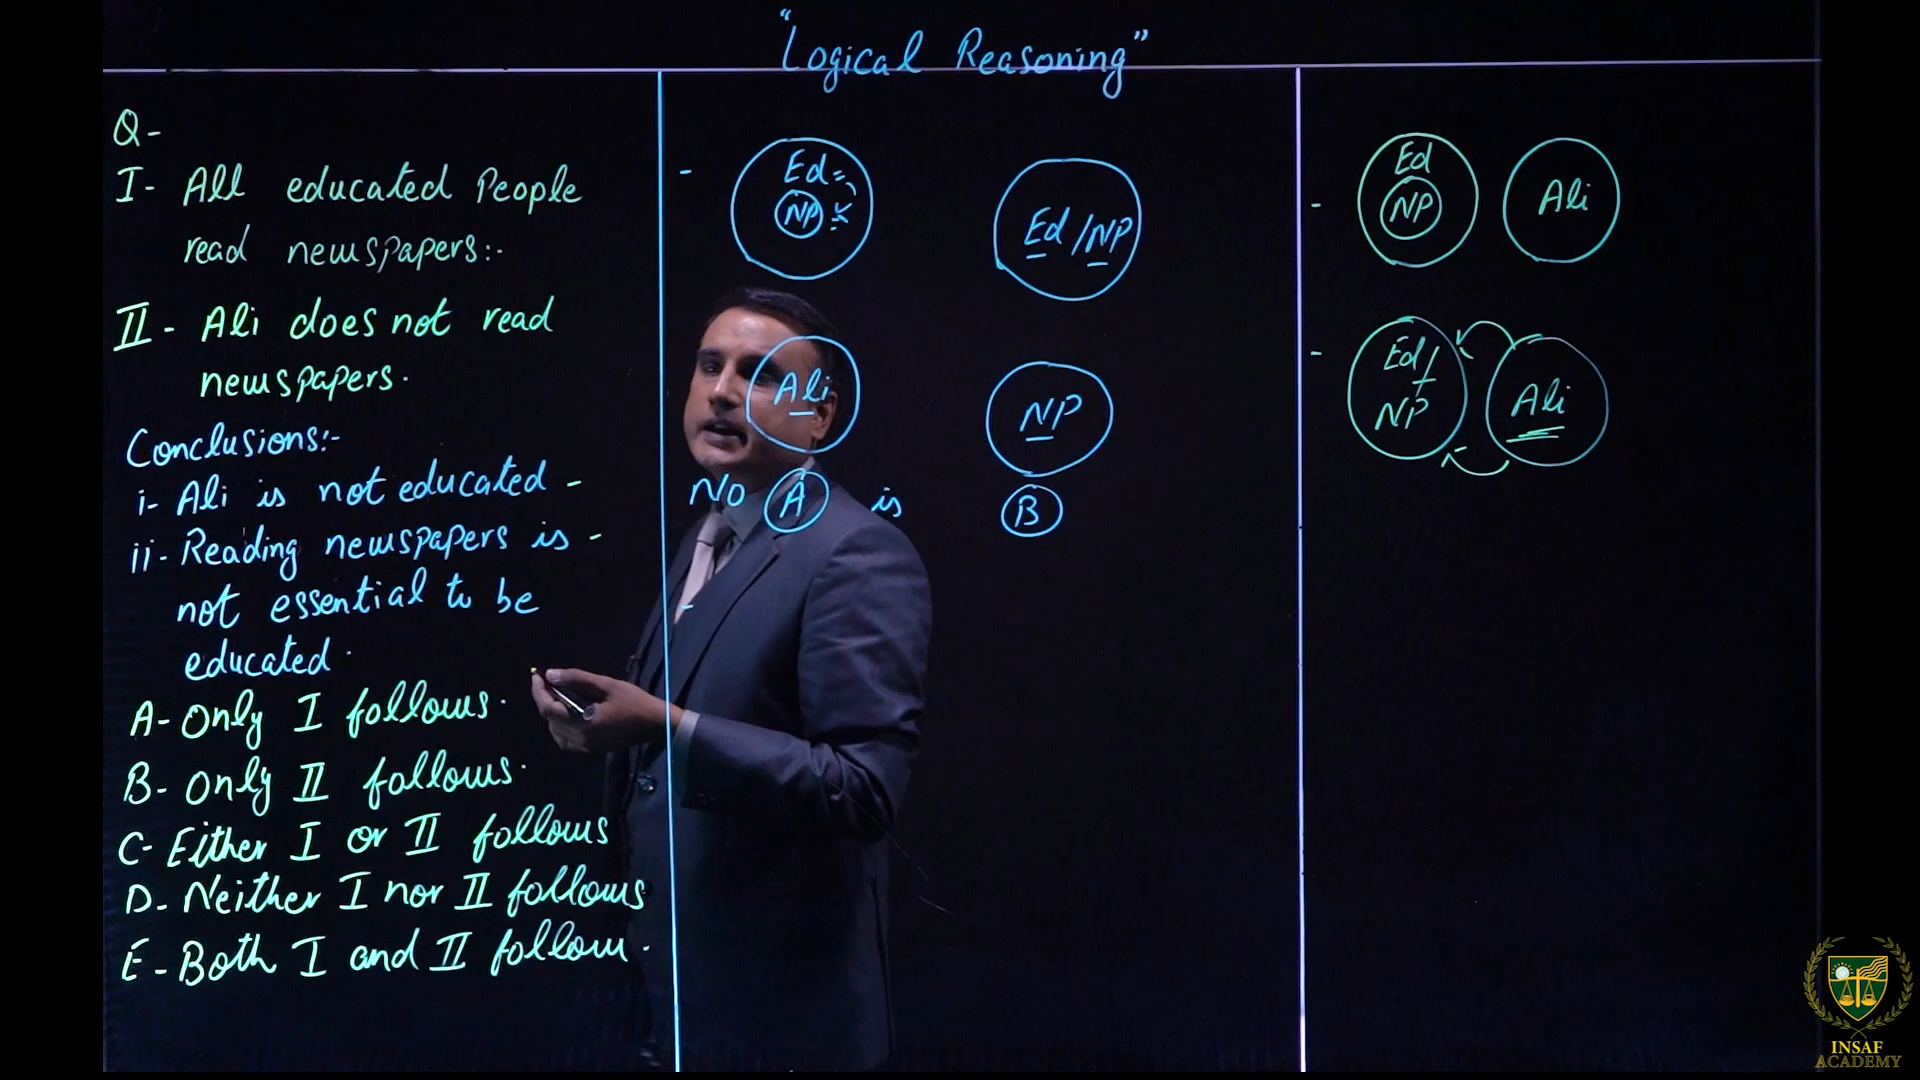 "Logical Reasoning"
Q-
I- All educated People
read newspapers:-
II- Ali does not read
newspapers.
Conclusions:-
i- Ali is not educated -
ii- Reading newspapers is -
not essential to be
educated.
A- Only I follows.
B- Only II follows.
C- Either I or II follows
D- Neither I nor II follows
E- Both I and II follow.
Ed
NP
Ed/NP
Ali
NP
No A is B
Ed
NP
Ali
Ed/
NP
Ali
INSAF
ACADEMY